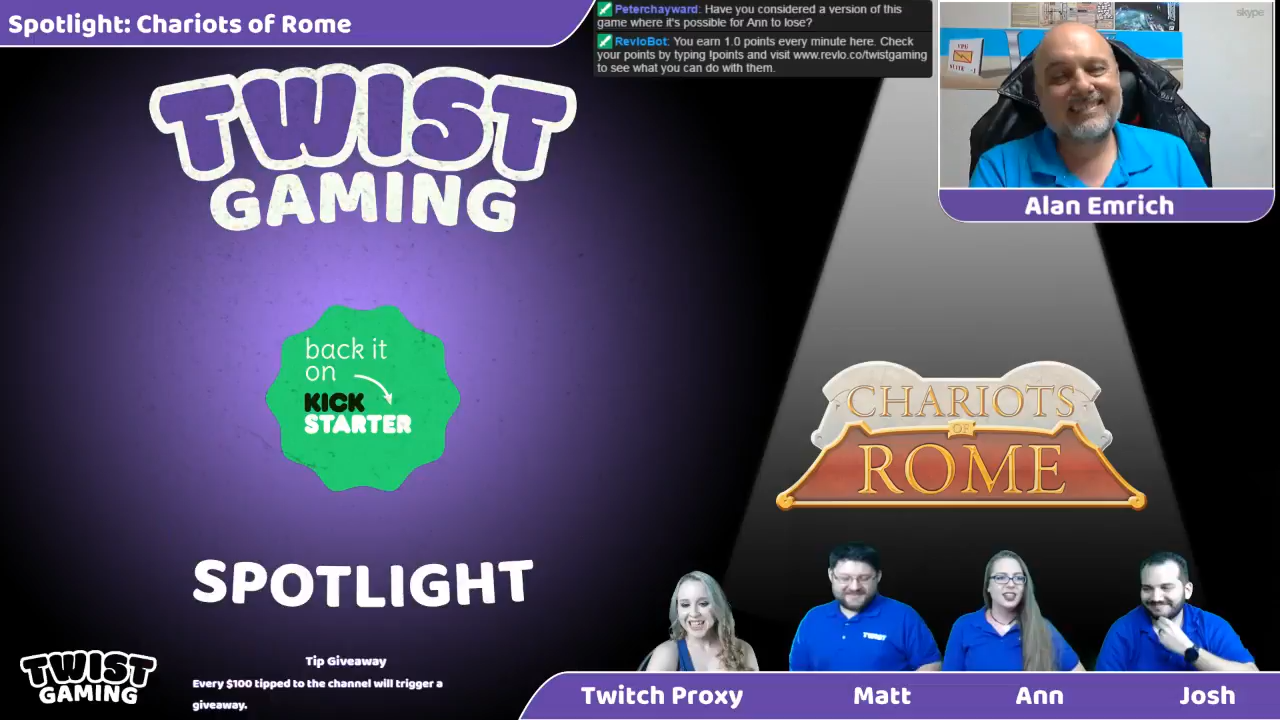 Spotlight: Chariots of Rome
Peterchayward: Have you considered a version of this
game where it's possible for Ann to lose?
RevloBot: You earn 1.0 points every minute here. Check
your points by typing !points and visit www.revlo.co/twistgaming
to see what you can do with them.
skype
Alan Emrich
TWIST
GAMING
back it
on
KICK
STARTER
CHARIOTS
OF
ROME
SPOTLIGHT
TWIST
TWIST
GAMING
Tip Giveaway
Every $100 tipped to the channel will trigger a
giveaway.
Twitch Proxy
Matt
Ann
Josh